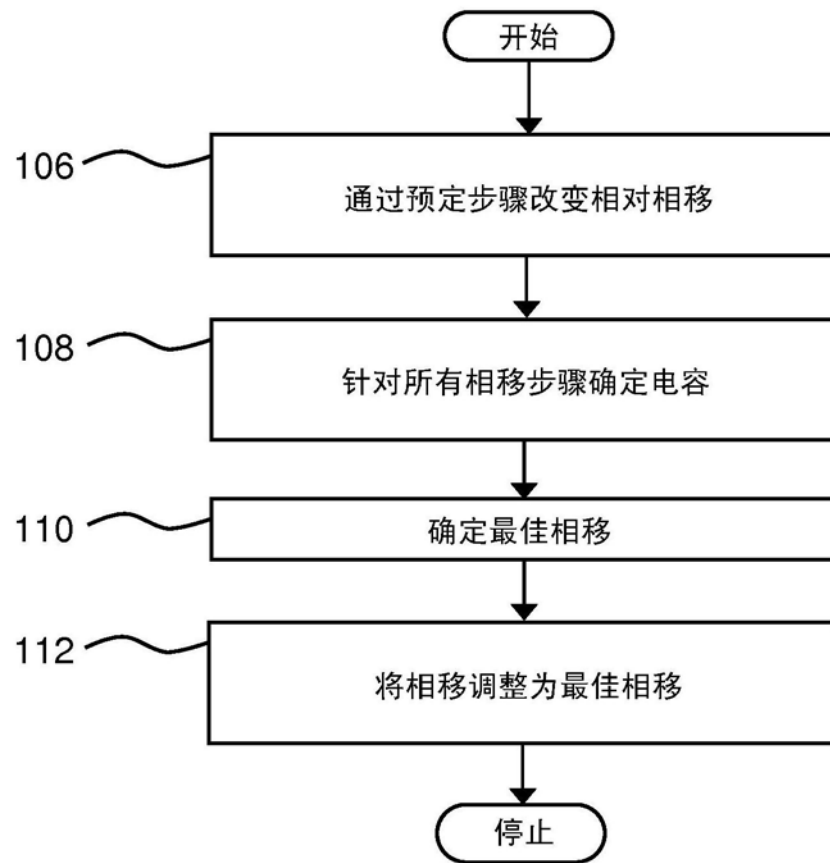 开始
106
通过预定步骤改变相对相移
108
针对所有相移步骤确定电容
110
确定最佳相移
112
将相移调整为最佳相移
停止